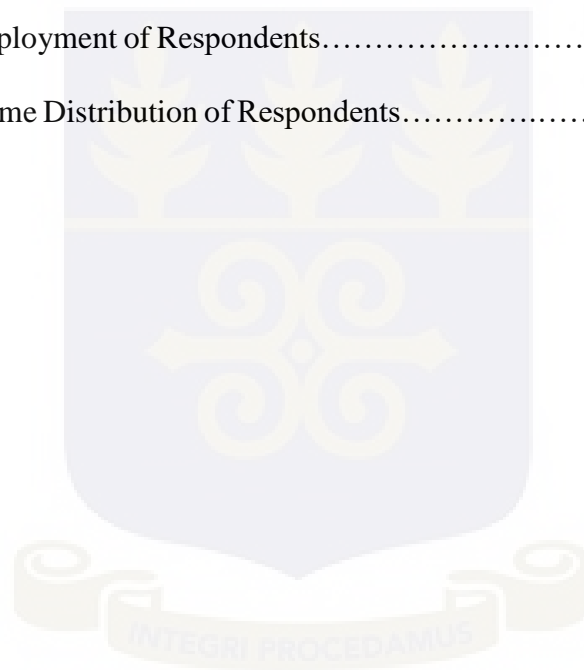 ployment of Respondents………………..……
me Distribution of Respondents………….……
INTEGRI PROCEDAMUS